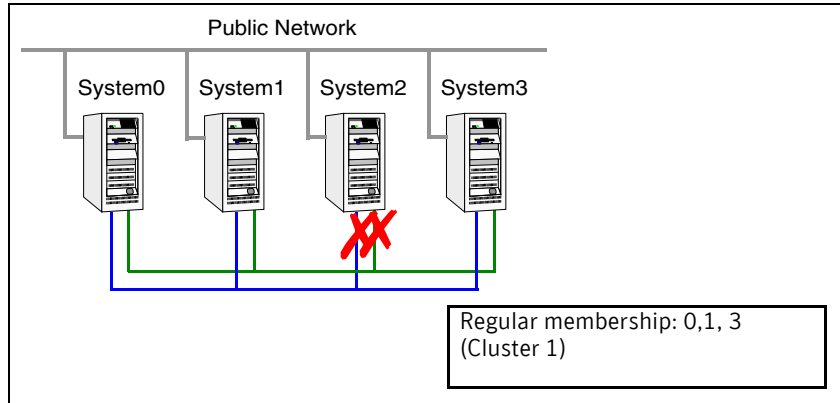 Public Network
System0 System1 System2 System3
Regular membership: 0,1, 3
(Cluster 1)